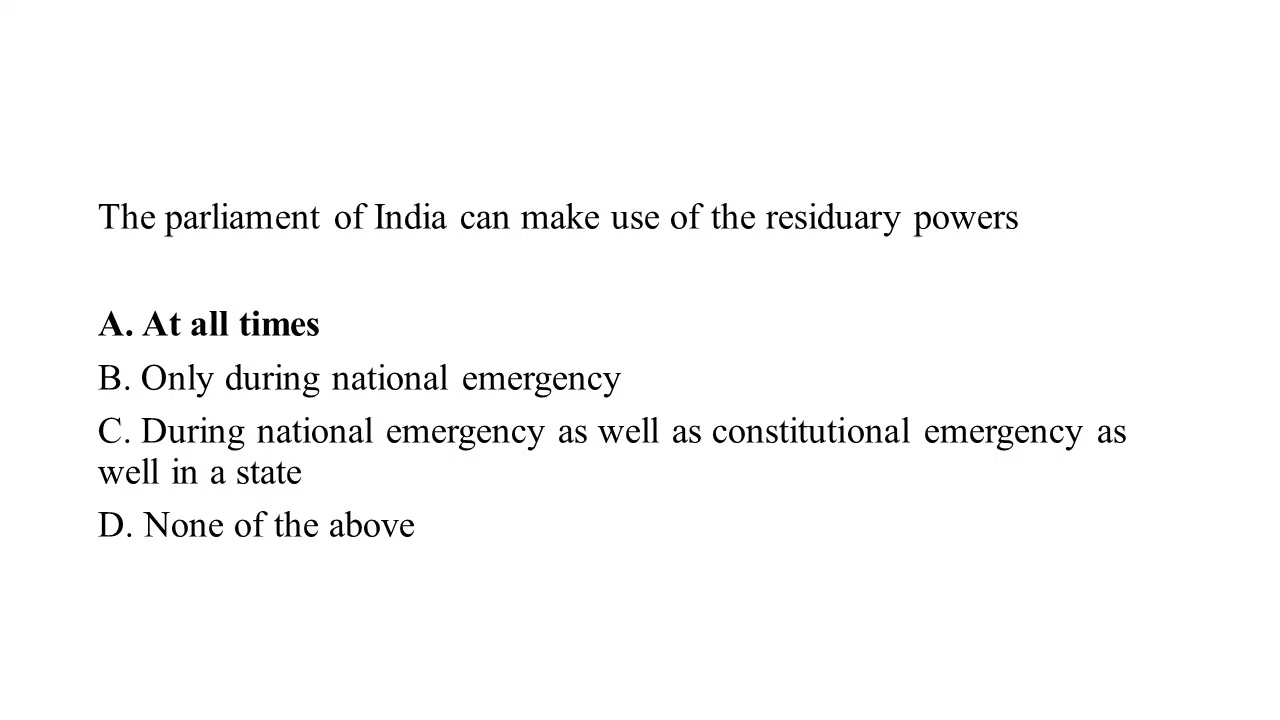 The parliament of India can make use of the residuary powers
A. At all times
B. Only during national emergency
C. During national emergency as well as constitutional emergency as
well in a state
D. None of the above